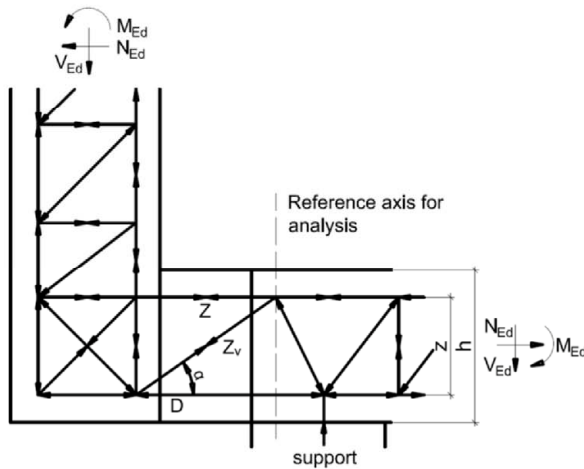 M_Ed
N_Ed
V_Ed
Reference axis for
analysis
Z
Z_v
α
D
z
h
N_Ed
V_Ed
M_Ed
support